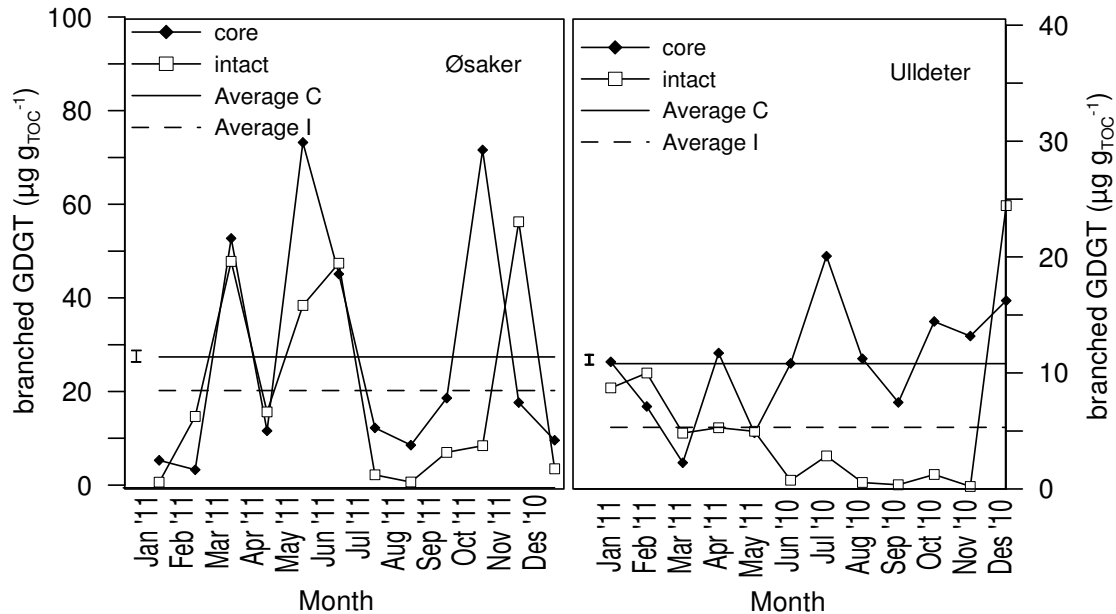 100
80
60
40
20
0
branched GDGT (µg g_TOC^-1)
core
intact
Average C
Average I
Øsaker
Jan '11
Feb '11
Mar '11
Apr '11
May '11
Jun '11
Jul '11
Aug '11
Sep '11
Oct '11
Nov '11
Des '10
Month
core
intact
Average C
Average I
Ulldeter
40
30
20
10
0
branched GDGT (µg g_TOC^-1)
Jan '11
Feb '11
Mar '11
Apr '11
May '11
Jun '10
Jul '10
Aug '10
Sep '10
Oct '10
Nov '10
Des '10
Month